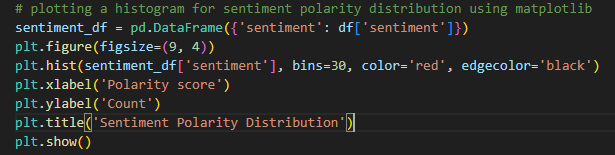 # plotting a histogram for sentiment polarity distribution using matplotlib
sentiment_df = pd.DataFrame({'sentiment': df['sentiment']})
plt.figure(figsize=(9, 4))
plt.hist(sentiment_df['sentiment'], bins=30, color='red', edgecolor='black')
plt.xlabel('Polarity score')
plt.ylabel('Count')
plt.title('Sentiment Polarity Distribution')
plt.show()